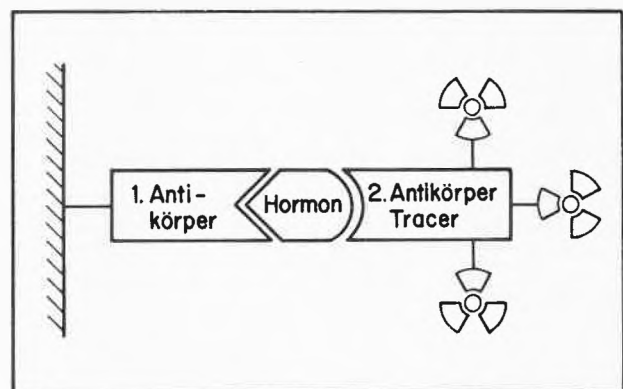 1. Anti-
körper
Hormon
2. Antikörper
Tracer